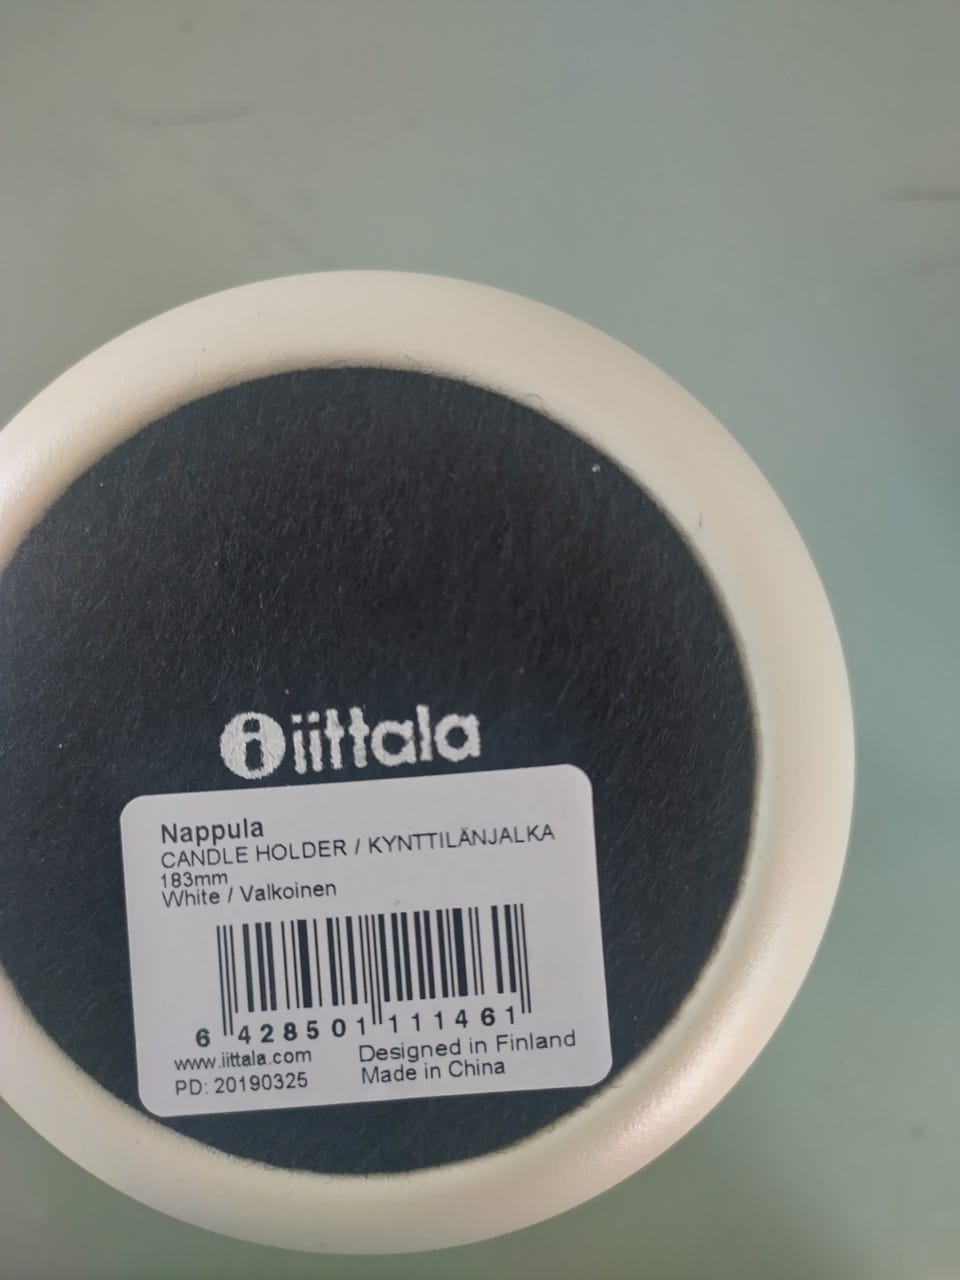 iittala
Nappula
CANDLE HOLDER / KYNTTILÄNJALKA
183mm
White / Valkoinen
6 428501 111461
www.iittala.com
PD: 20190325
Designed in Finland
Made in China